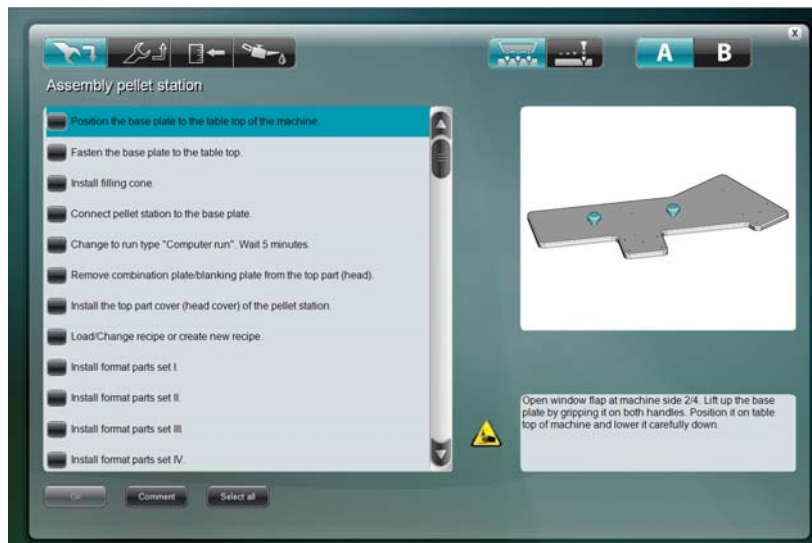 X
A B
Assembly pellet station
Position the base plate to the table top of the machine.
Fasten the base plate to the table top.
Install filling cone.
Connect pellet station to the base plate.
Change to run type "Computer run". Wait 5 minutes.
Remove combination plate/blanking plate from the top part (head).
Install the top part cover (head cover) of the pellet station.
Load/Change recipe or create new recipe.
Install format parts set I.
Install format parts set II.
Install format parts set III.
Install format parts set IV.
Open window flap at machine side 2/4. Lift up the base
plate by gripping it on both handles. Position it on table
top of machine and lower it carefully down.
Comment Select all